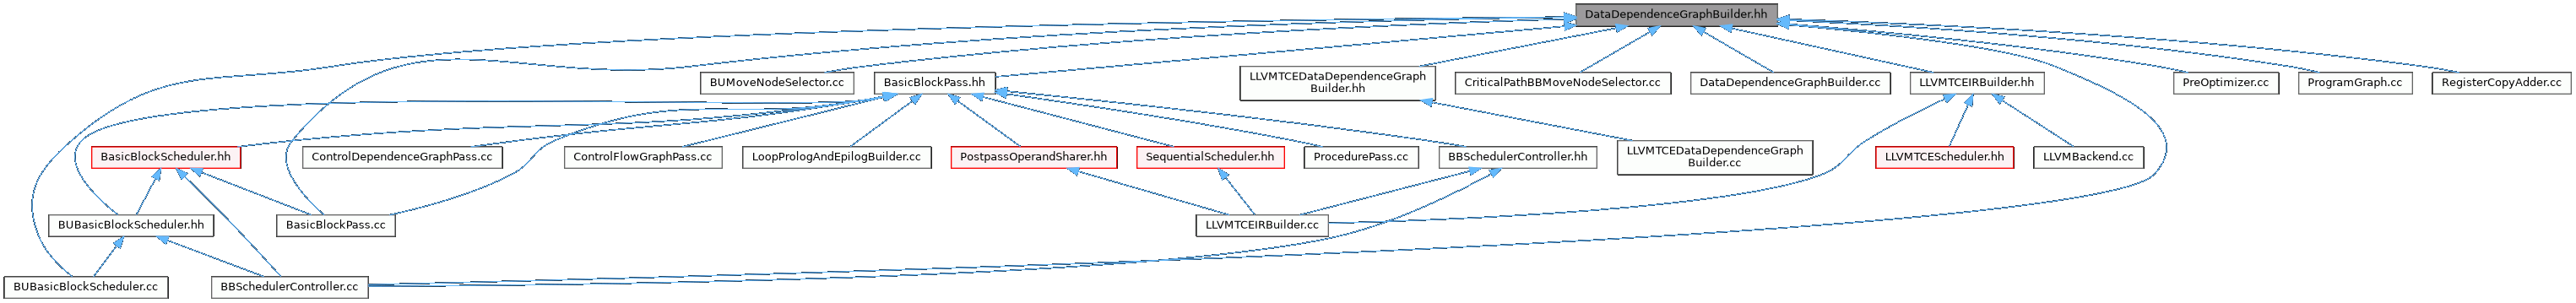 DataDependenceGraphBuilder.hh
BUMoveNodeSelector.cc
BasicBlockPass.hh
LLVMTCEDataDependenceGraph
Builder.hh
CriticalPathBBMoveNodeSelector.cc
DataDependenceGraphBuilder.cc
LLVMTCEIRBuilder.hh
PreOptimizer.cc
ProgramGraph.cc
RegisterCopyAdder.cc
BasicBlockScheduler.hh
ControlDependenceGraphPass.cc
ControlFlowGraphPass.cc
LoopPrologAndEpilogBuilder.cc
PostpassOperandSharer.hh
SequentialScheduler.hh
ProcedurePass.cc
BBSchedulerController.hh
LLVMTCEDataDependenceGraph
Builder.cc
LLVMTCEScheduler.hh
LLVMBackend.cc
BUBasicBlockScheduler.hh
BasicBlockPass.cc
LLVMTCEIRBuilder.cc
BUBasicBlockScheduler.cc
BBSchedulerController.cc